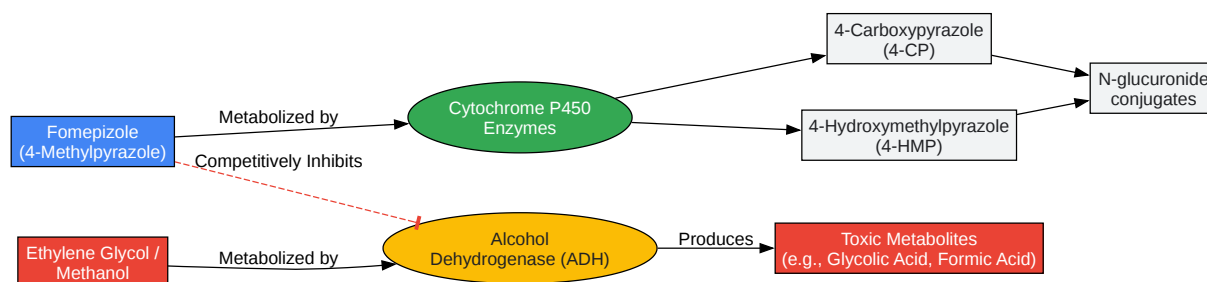 4-Carboxypyrazole
(4-CP)
N-glucuronide
conjugates
Metabolized by
Cytochrome P450
Enzymes
Fomepizole
(4-Methylpyrazole)
4-Hydroxymethylpyrazole
(4-HMP)
Competitively Inhibits
Ethylene Glycol /
Methanol
Metabolized by
Alcohol
Dehydrogenase (ADH)
Produces
Toxic Metabolites
(e.g., Glycolic Acid, Formic Acid)